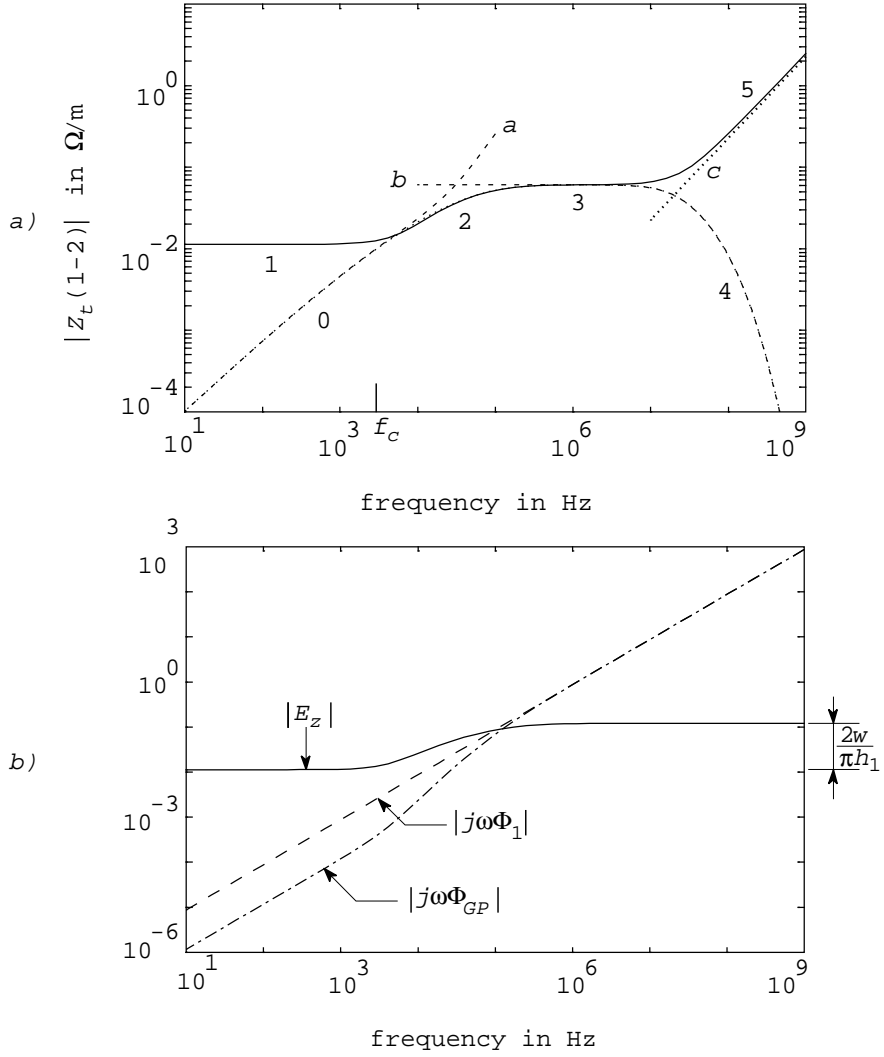 a)
|Z_t(1-2)| in Ω/m
10^0
10^-2
10^-4
a
b
c
0
1
2
3
4
5
f_c
10^1
10^3
10^6
10^9
frequency in Hz
b)
10^3
10^0
10^-3
10^-6
|E_z|
|jωΦ_1|
|jωΦ_GP|
2w
πh_1
10^1
10^3
10^6
10^9
frequency in Hz